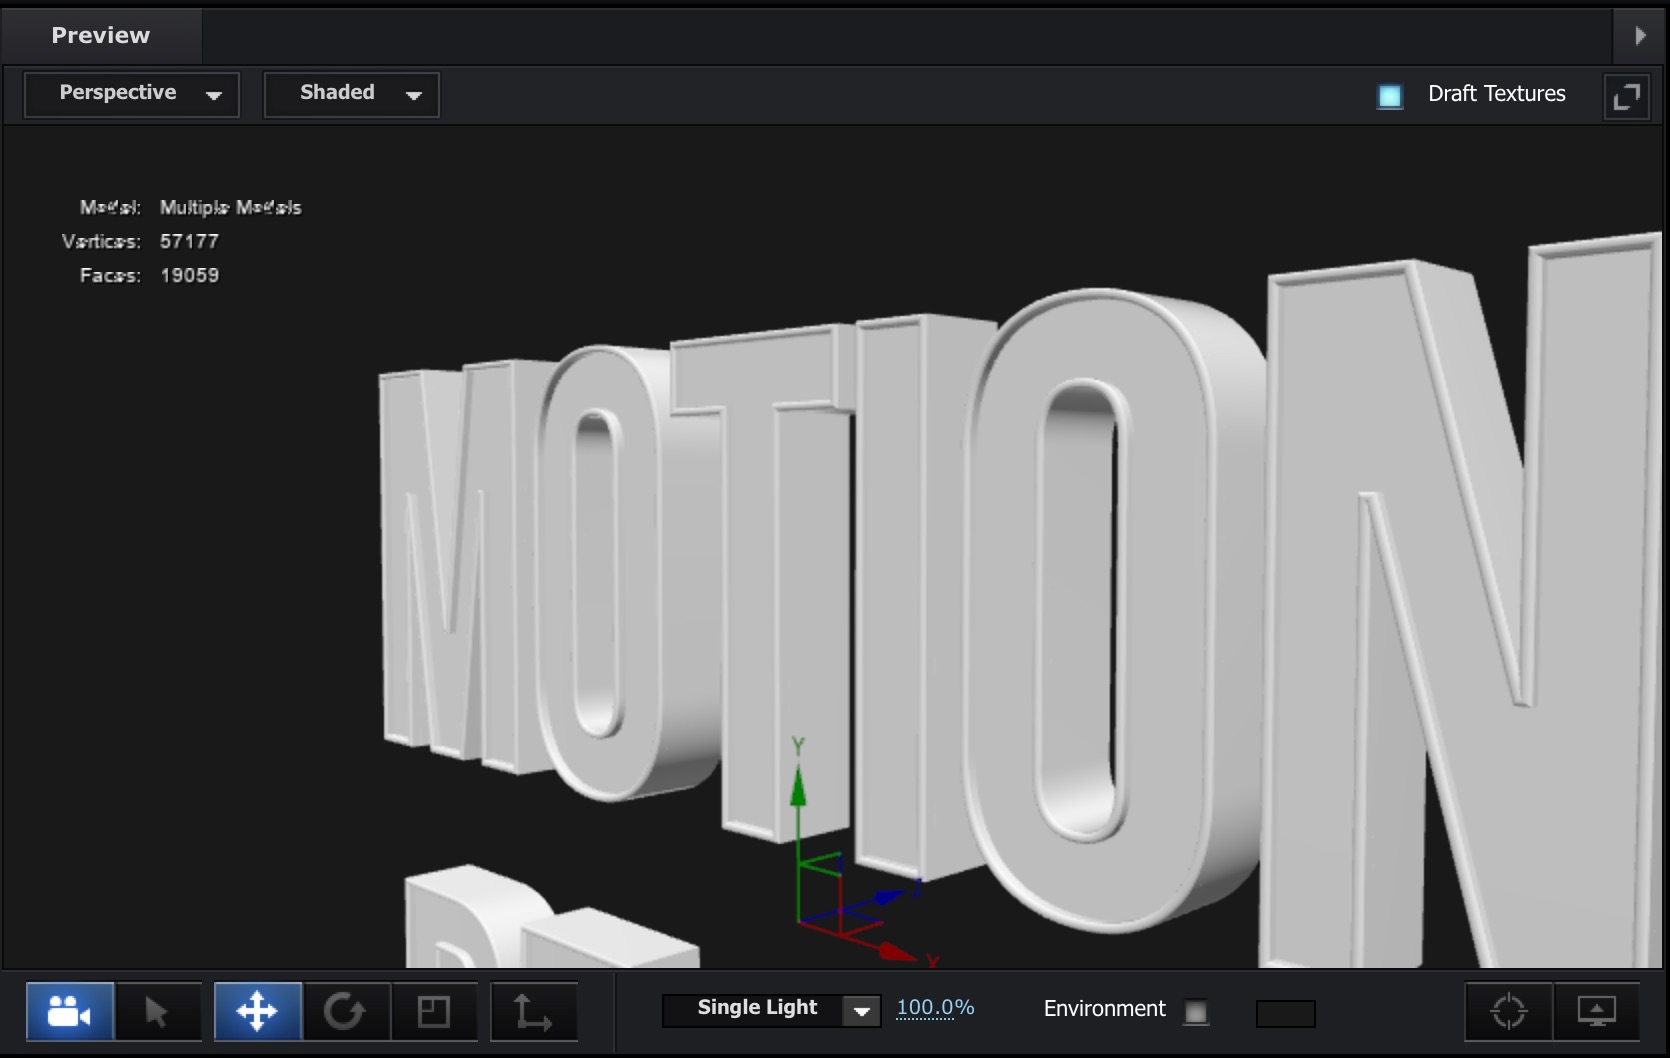 Preview
Perspective
Shaded
Draft Textures
Model: Multiple Models
Vertices: 57177
Faces: 19059
MOTION
Y
Z
X
Single Light
100.0%
Environment